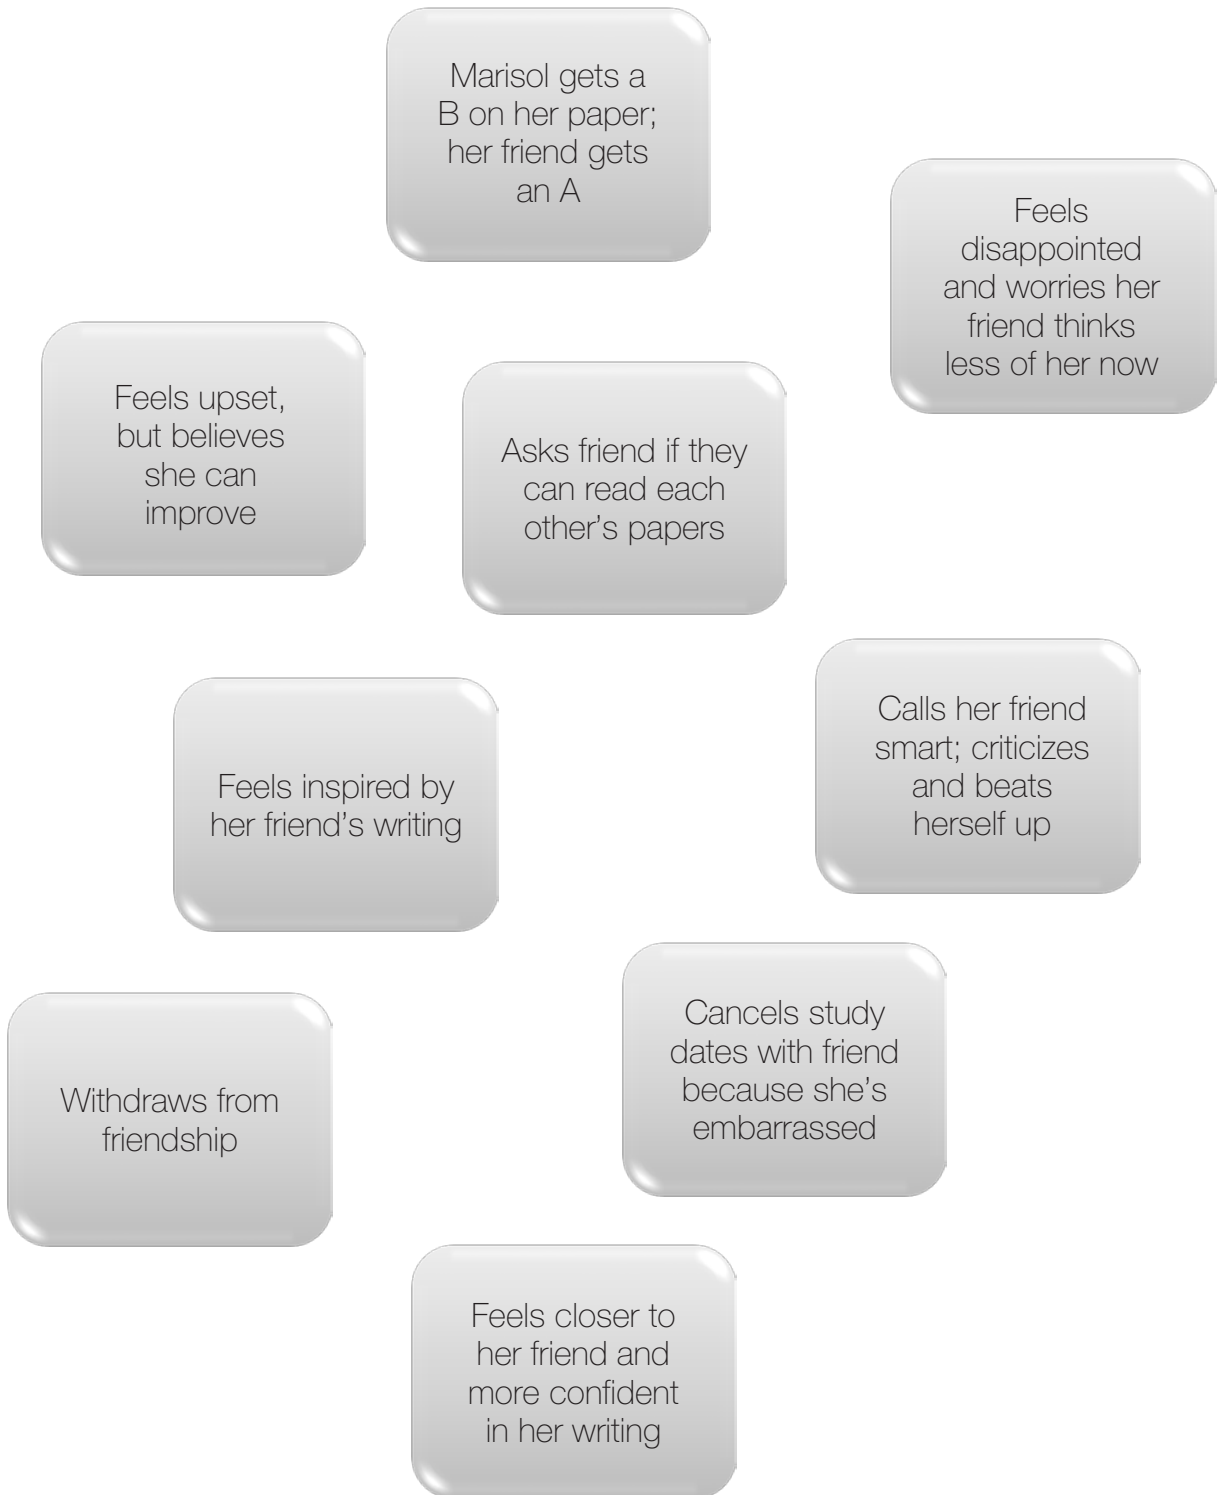 Marisol gets a
B on her paper;
her friend gets
an A
Feels
disappointed
and worries her
friend thinks
less of her now
Feels upset,
but believes
she can
improve
Asks friend if they
can read each
other’s papers
Calls her friend
smart; criticizes
and beats
herself up
Feels inspired by
her friend’s writing
Cancels study
dates with friend
because she’s
embarrassed
Withdraws from
friendship
Feels closer to
her friend and
more confident
in her writing